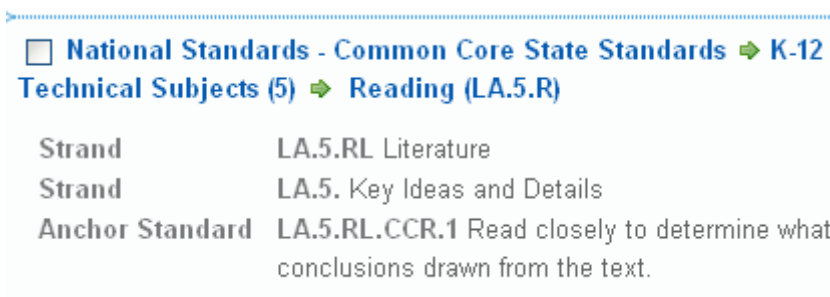 National Standards - Common Core State Standards K-12
Technical Subjects (5) Reading (LA.5.R)
Strand LA.5.RL Literature
Strand LA.5. Key Ideas and Details
Anchor Standard LA.5.RL.CCR.1 Read closely to determine what
conclusions drawn from the text.